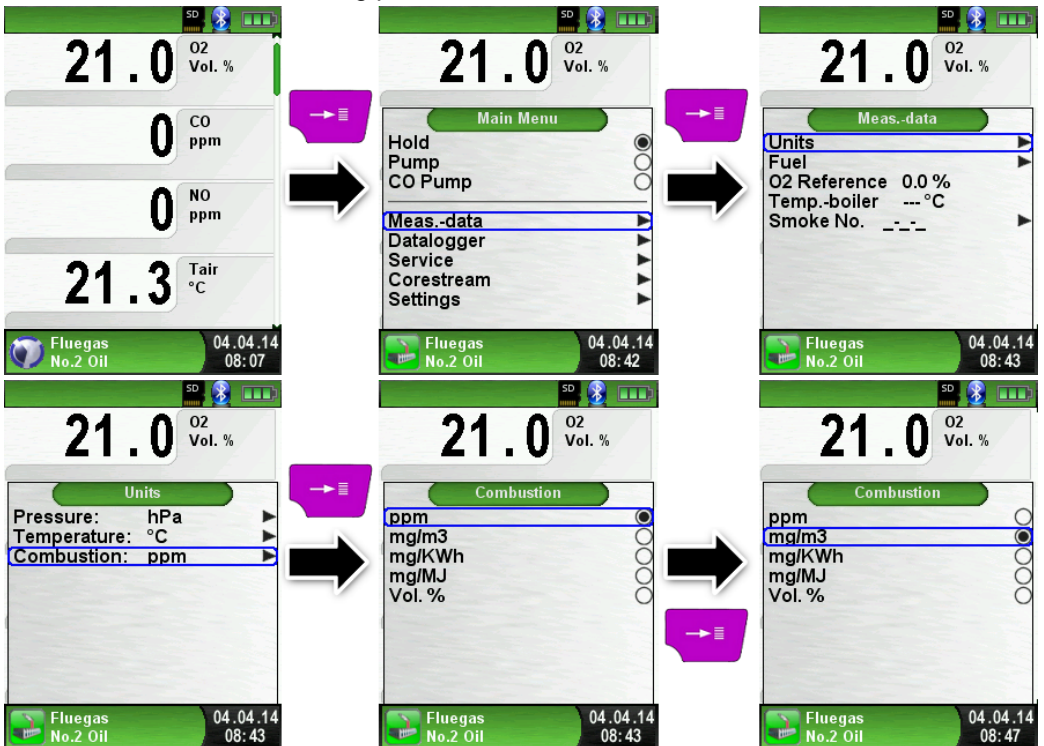 SD
21.0 O2
Vol. %
0 CO
ppm
0 NO
ppm
21.3 Tair
°C
Fluegas 04.04.14
No.2 Oil 08:07
SD
21.0 O2
Vol. %
Main Menu
Hold
Pump
CO Pump
Meas.-data
Datalogger
Service
Corestream
Settings
Fluegas 04.04.14
No.2 Oil 08:42
SD
21.0 O2
Vol. %
Meas.-data
Units
Fuel
O2 Reference 0.0 %
Temp.-boiler ---°C
Smoke No. _-_-_
Fluegas 04.04.14
No.2 Oil 08:43
SD
21.0 O2
Vol. %
Units
Pressure: hPa
Temperature: °C
Combustion: ppm
Fluegas 04.04.14
No.2 Oil 08:43
SD
21.0 O2
Vol. %
Combustion
ppm
mg/m3
mg/KWh
mg/MJ
Vol. %
Fluegas 04.04.14
No.2 Oil 08:43
SD
21.0 O2
Vol. %
Combustion
ppm
mg/m3
mg/KWh
mg/MJ
Vol. %
Fluegas 04.04.14
No.2 Oil 08:47